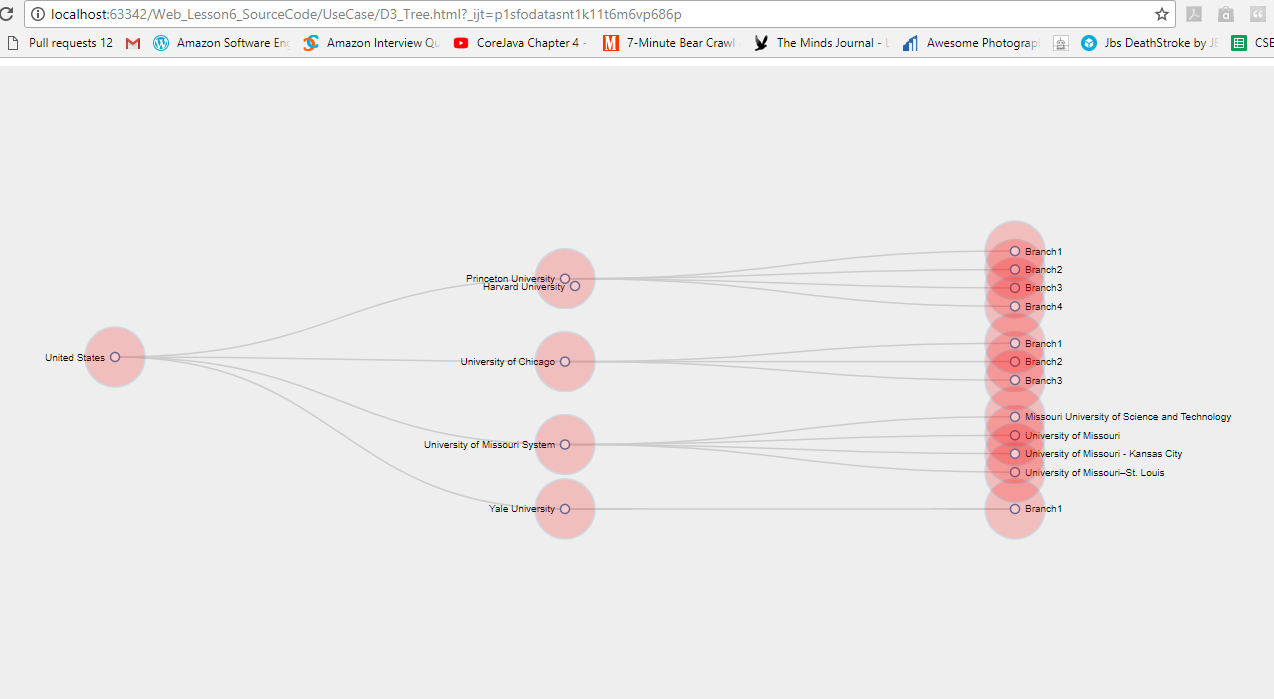 localhost:63342/Web_Lesson6_SourceCode/UseCase/D3_Tree.html?_ijt=p1sfodatasnt1k11t6m6vp686p
Pull requests 12 Amazon Software Eng Amazon Interview Qu CoreJava Chapter 4 - 7-Minute Bear Crawl The Minds Journal - L Awesome Photograp Jbs DeathStroke by JE CSE
United States
Princeton University
Harvard University
University of Chicago
University of Missouri System
Yale University
Branch1
Branch2
Branch3
Branch4
Branch1
Branch2
Branch3
Missouri University of Science and Technology
University of Missouri
University of Missouri - Kansas City
University of Missouri–St. Louis
Branch1